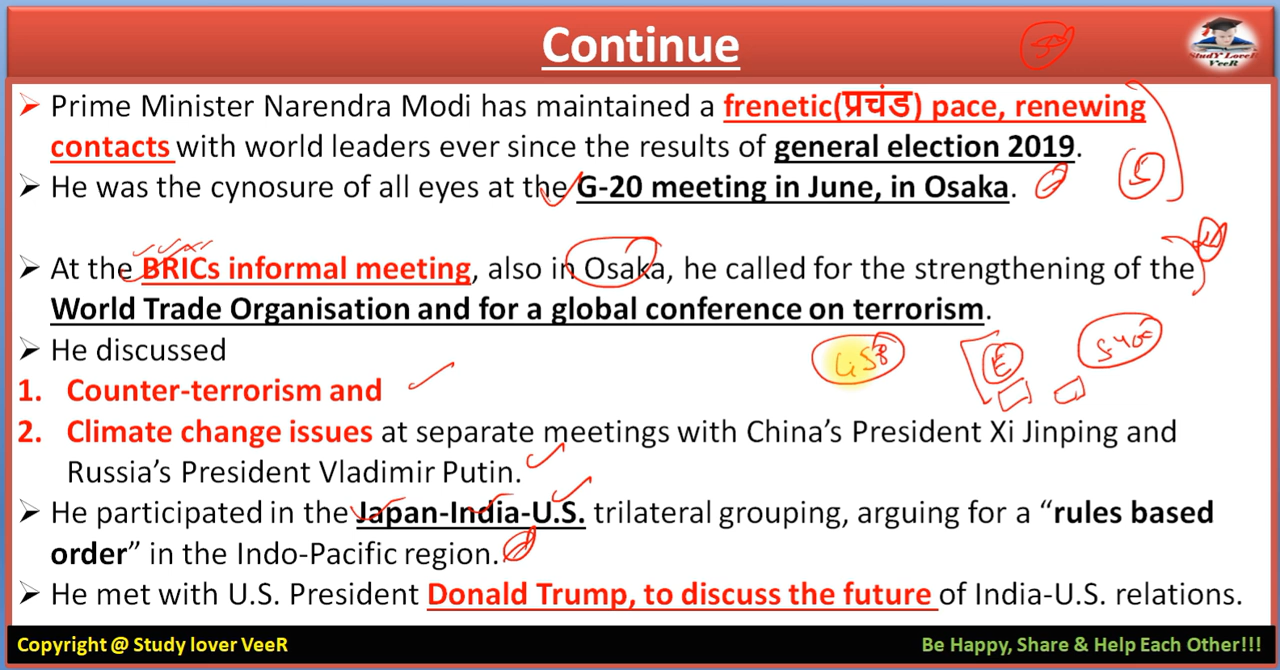 Continue
StudY LoveR
VeeR
➤ Prime Minister Narendra Modi has maintained a frenetic(प्रचंड) pace, renewing
contacts with world leaders ever since the results of general election 2019.
➤ He was the cynosure of all eyes at the G-20 meeting in June, in Osaka.
➤ At the BRICs informal meeting, also in Osaka, he called for the strengthening of the
World Trade Organisation and for a global conference on terrorism.
➤ He discussed
1. Counter-terrorism and
2. Climate change issues at separate meetings with China’s President Xi Jinping and
Russia’s President Vladimir Putin.
➤ He participated in the Japan-India-U.S. trilateral grouping, arguing for a “rules based
order” in the Indo-Pacific region.
➤ He met with U.S. President Donald Trump, to discuss the future of India-U.S. relations.
Copyright @ Study lover VeeR
Be Happy, Share & Help Each Other!!!